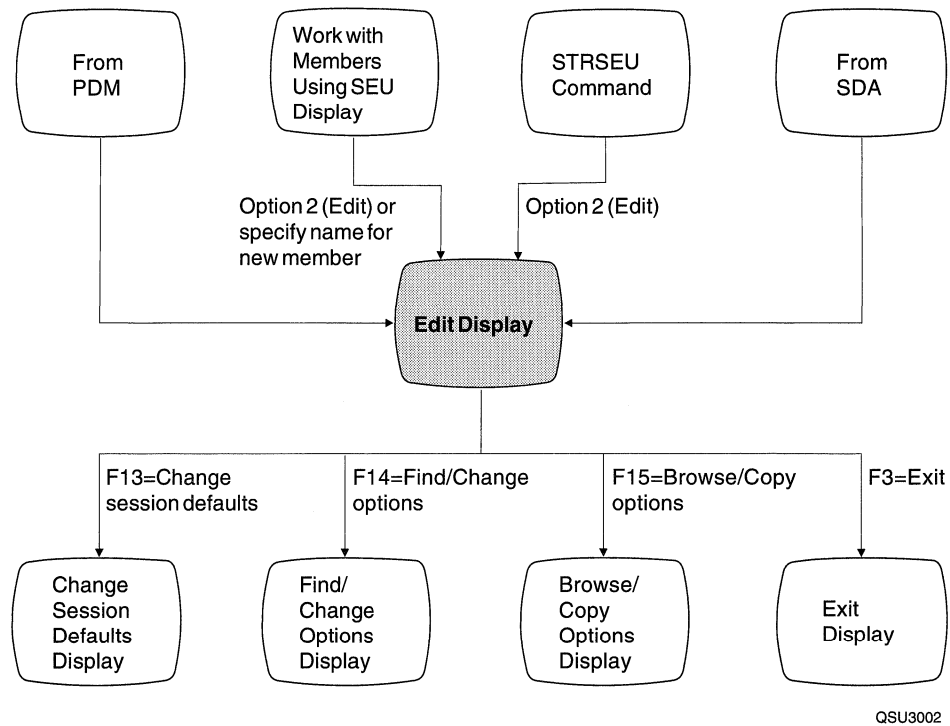 From
PDM
Work with
Members
Using SEU
Display
STRSEU
Command
From
SDA
Option 2 (Edit) or
specify name for
new member
Option 2 (Edit)
Edit Display
F13=Change
session defaults
F14=Find/Change
options
F15=Browse/Copy
options
F3=Exit
Change
Session
Defaults
Display
Find/
Change
Options
Display
Browse/
Copy
Options
Display
Exit
Display
QSU3002